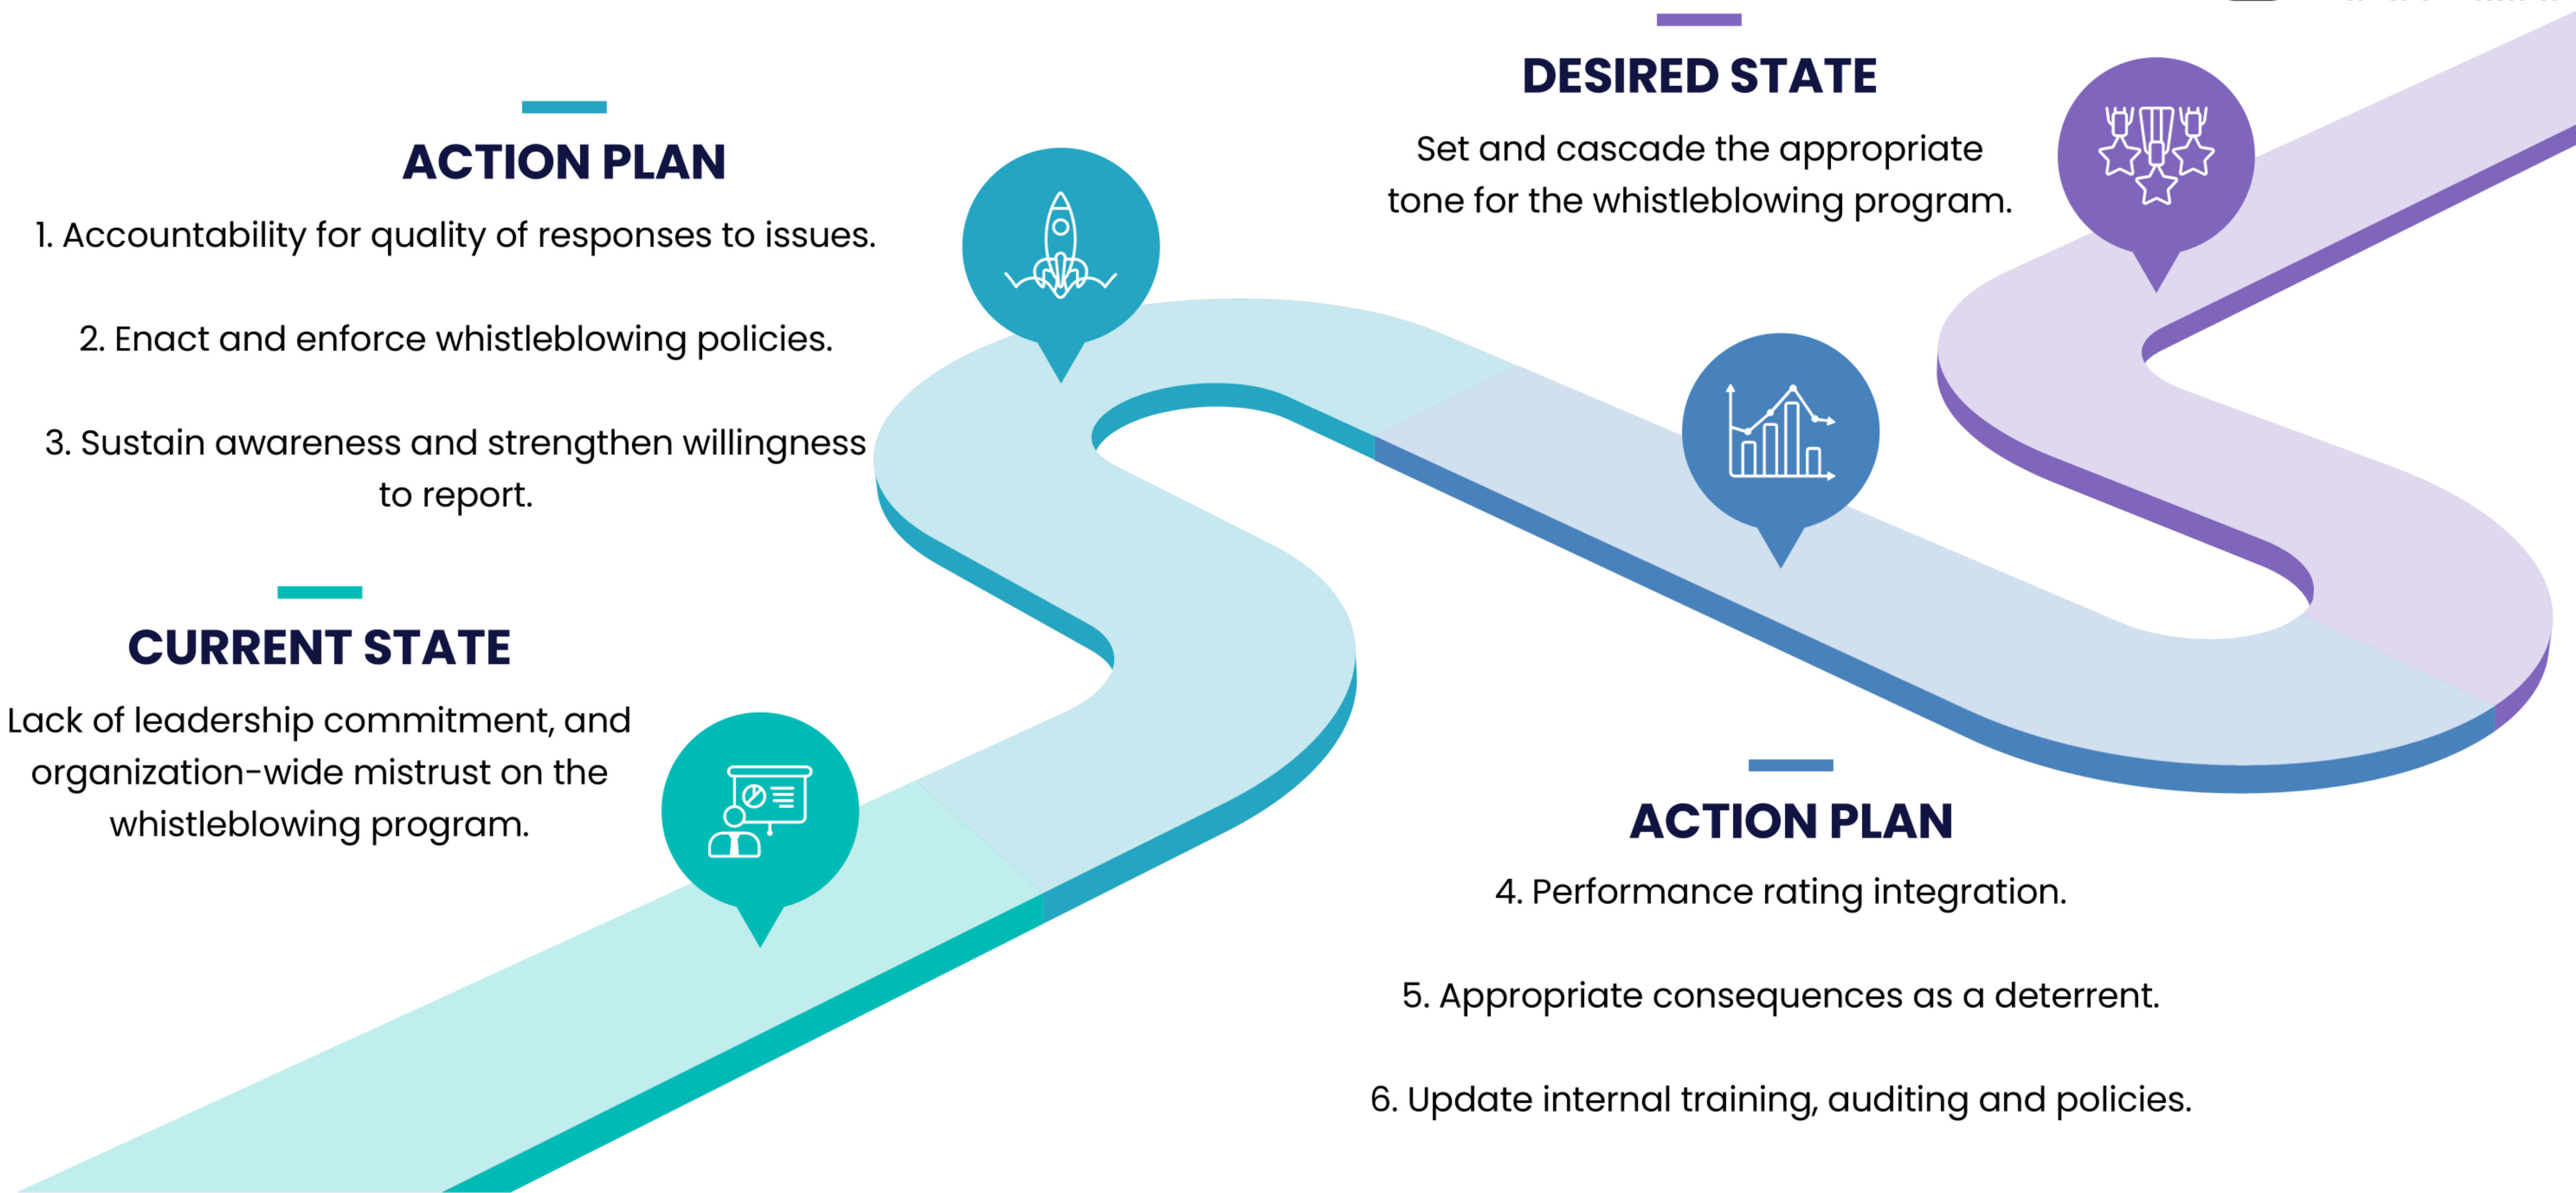 ACTION PLAN
1. Accountability for quality of responses to issues.
2. Enact and enforce whistleblowing policies.
3. Sustain awareness and strengthen willingness
to report.
CURRENT STATE
Lack of leadership commitment, and
organization-wide mistrust on the
whistleblowing program.
DESIRED STATE
Set and cascade the appropriate
tone for the whistleblowing program.
ACTION PLAN
4. Performance rating integration.
5. Appropriate consequences as a deterrent.
6. Update internal training, auditing and policies.